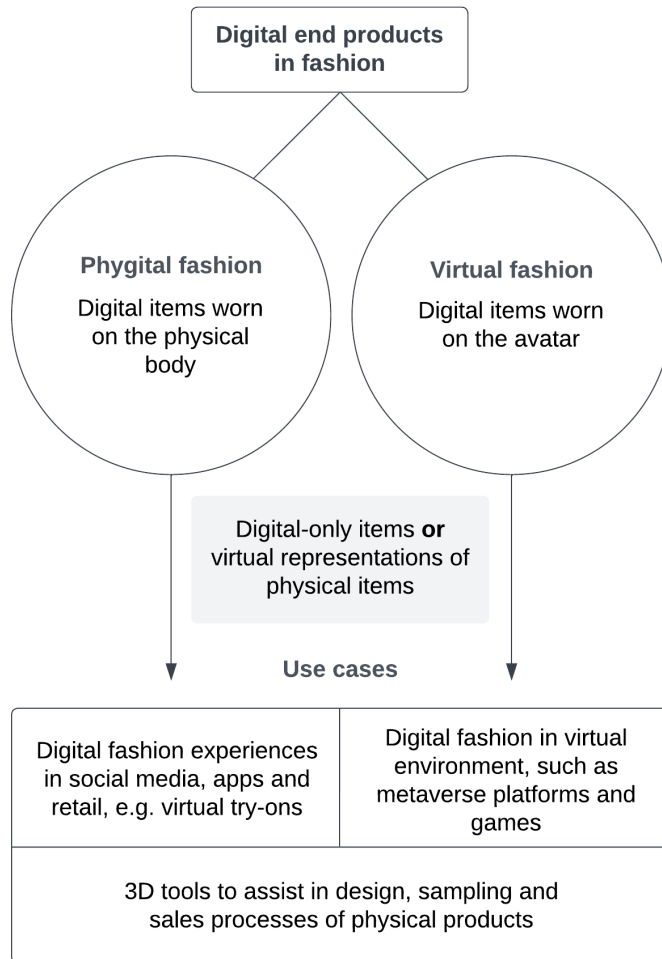 Digital end products
in fashion
Phygital fashion
Digital items worn
on the physical
body
Virtual fashion
Digital items worn
on the avatar
Digital-only items or
virtual representations of
physical items
Use cases
Digital fashion experiences
in social media, apps and
retail, e.g. virtual try-ons
Digital fashion in virtual
environment, such as
metaverse platforms and
games
3D tools to assist in design, sampling and
sales processes of physical products